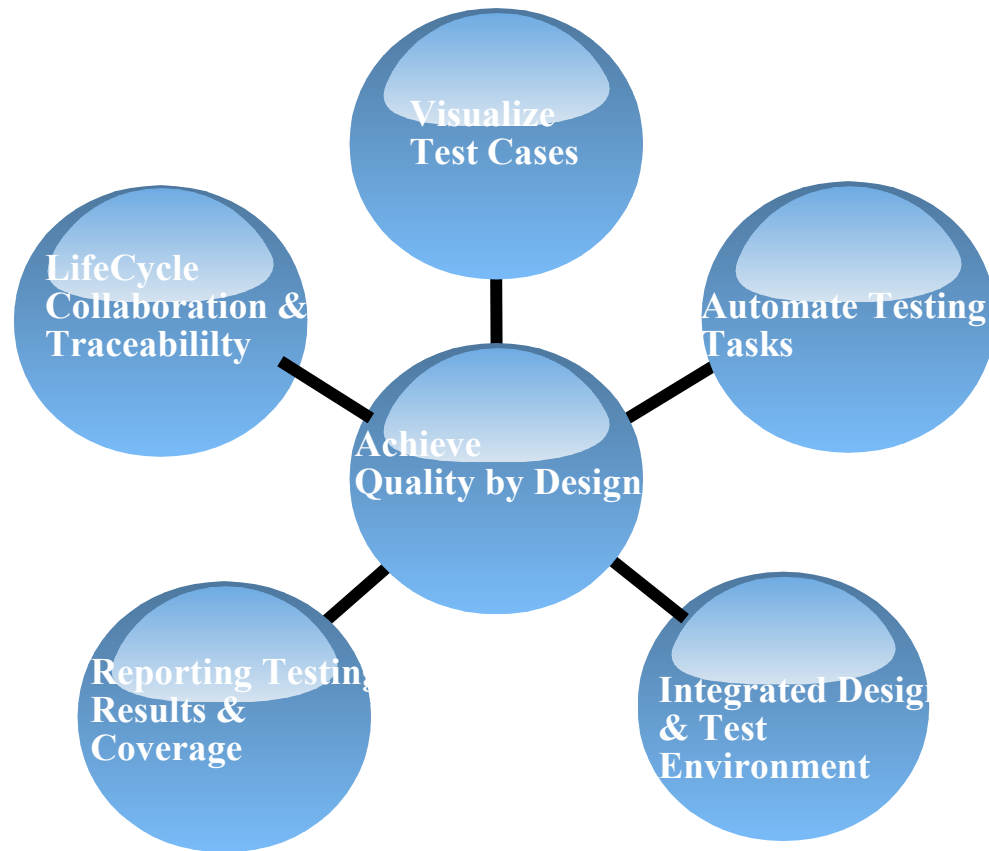 Visualize
Test Cases
LifeCycle
Collaboration &
Traceabililty
Automate Testing
Tasks
Achieve
Quality by Design
Reporting Testing
Results &
Coverage
Integrated Desig
& Test
Environment